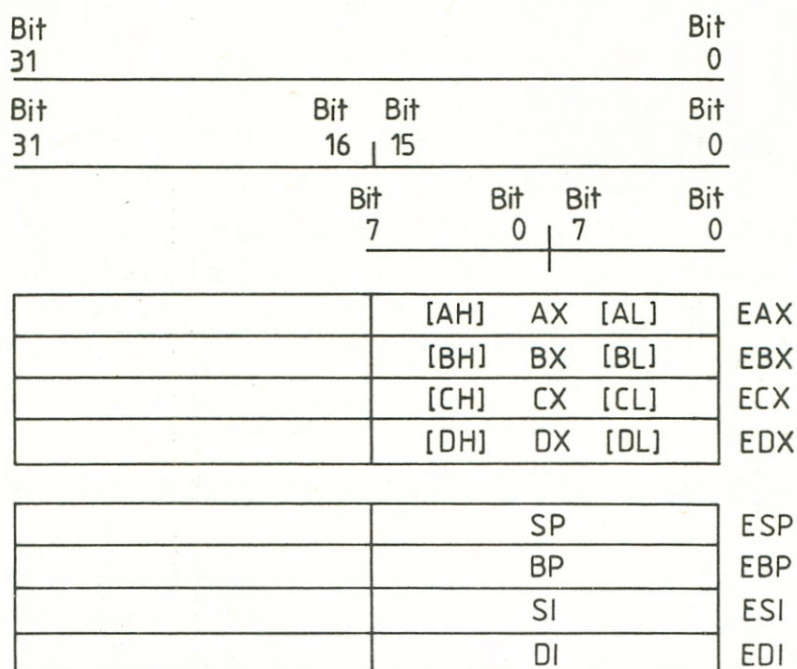 Bit Bit
31 0
Bit Bit Bit Bit
31 16 15 0
Bit Bit Bit Bit
7 0 7 0
[AH] AX [AL] EAX
[BH] BX [BL] EBX
[CH] CX [CL] ECX
[DH] DX [DL] EDX
SP ESP
BP EBP
SI ESI
DI EDI